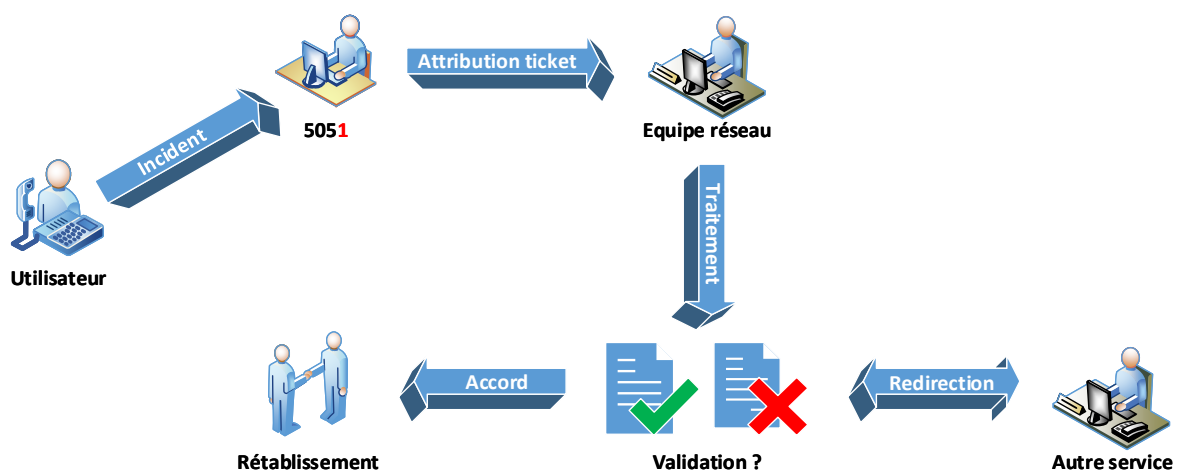 Attribution ticket
5051
Equipe réseau
Incident
Utilisateur
Traitement
Accord
Redirection
Rétablissement
Validation ?
Autre service